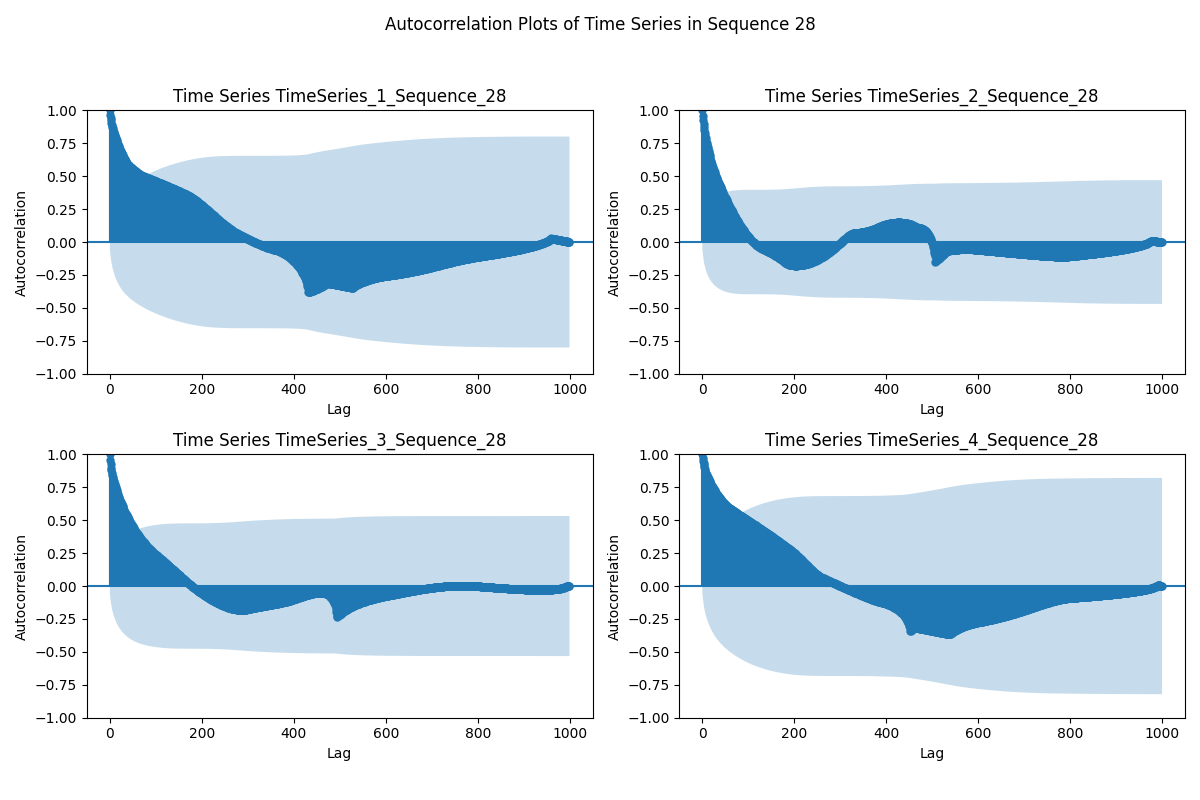 Autocorrelation Plots of Time Series in Sequence 28
Time Series TimeSeries_1_Sequence_28
Autocorrelation
1.00
0.75
0.50
0.25
0.00
−0.25
−0.50
−0.75
−1.00
0 200 400 600 800 1000
Lag
Time Series TimeSeries_2_Sequence_28
Autocorrelation
1.00
0.75
0.50
0.25
0.00
−0.25
−0.50
−0.75
−1.00
0 200 400 600 800 1000
Lag
Time Series TimeSeries_3_Sequence_28
Autocorrelation
1.00
0.75
0.50
0.25
0.00
−0.25
−0.50
−0.75
−1.00
0 200 400 600 800 1000
Lag
Time Series TimeSeries_4_Sequence_28
Autocorrelation
1.00
0.75
0.50
0.25
0.00
−0.25
−0.50
−0.75
−1.00
0 200 400 600 800 1000
Lag